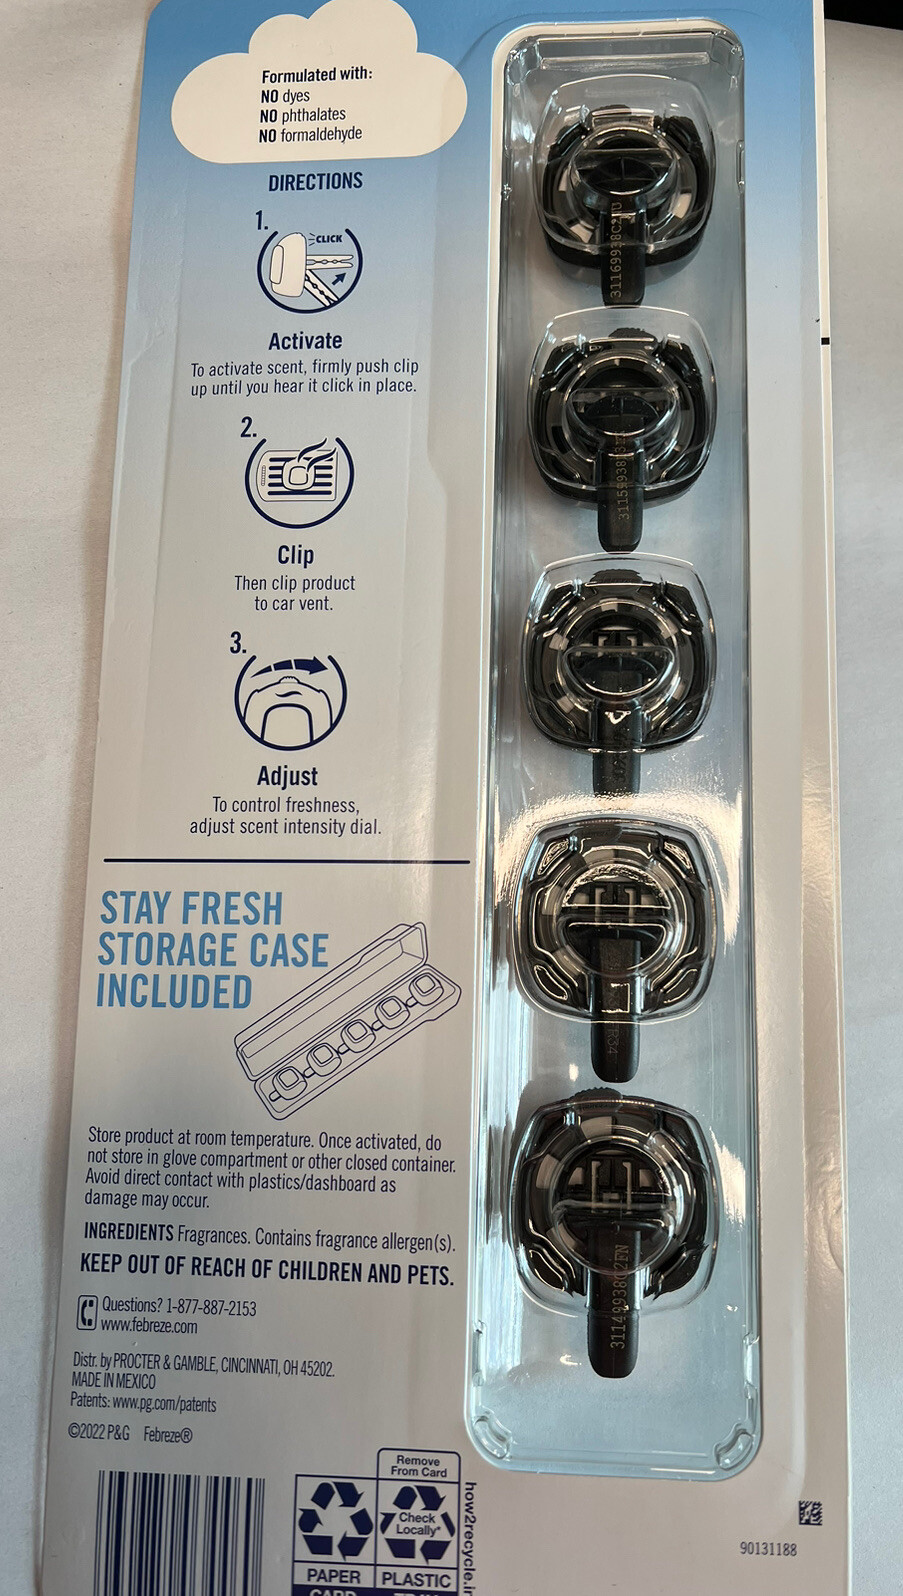 Formulated with:
NO dyes
NO phthalates
NO formaldehyde
DIRECTIONS
1.
CLICK
Activate
To activate scent, firmly push clip
up until you hear it click in place.
2.
Clip
Then clip product
to car vent.
3.
Adjust
To control freshness,
adjust scent intensity dial.
STAY FRESH
STORAGE CASE
INCLUDED
Store product at room temperature. Once activated, do
not store in glove compartment or other closed container.
Avoid direct contact with plastics/dashboard as
damage may occur.
INGREDIENTS Fragrances. Contains fragrance allergen(s).
KEEP OUT OF REACH OF CHILDREN AND PETS.
Questions? 1-877-887-2153
www.febreze.com
Distr. by PROCTER & GAMBLE, CINCINNATI, OH 45202.
MADE IN MEXICO
Patents: www.pg.com/patents
©2022 P&G Febreze®
Remove
From Card
Check
Locally*
PAPER
PLASTIC
CARD
90131188